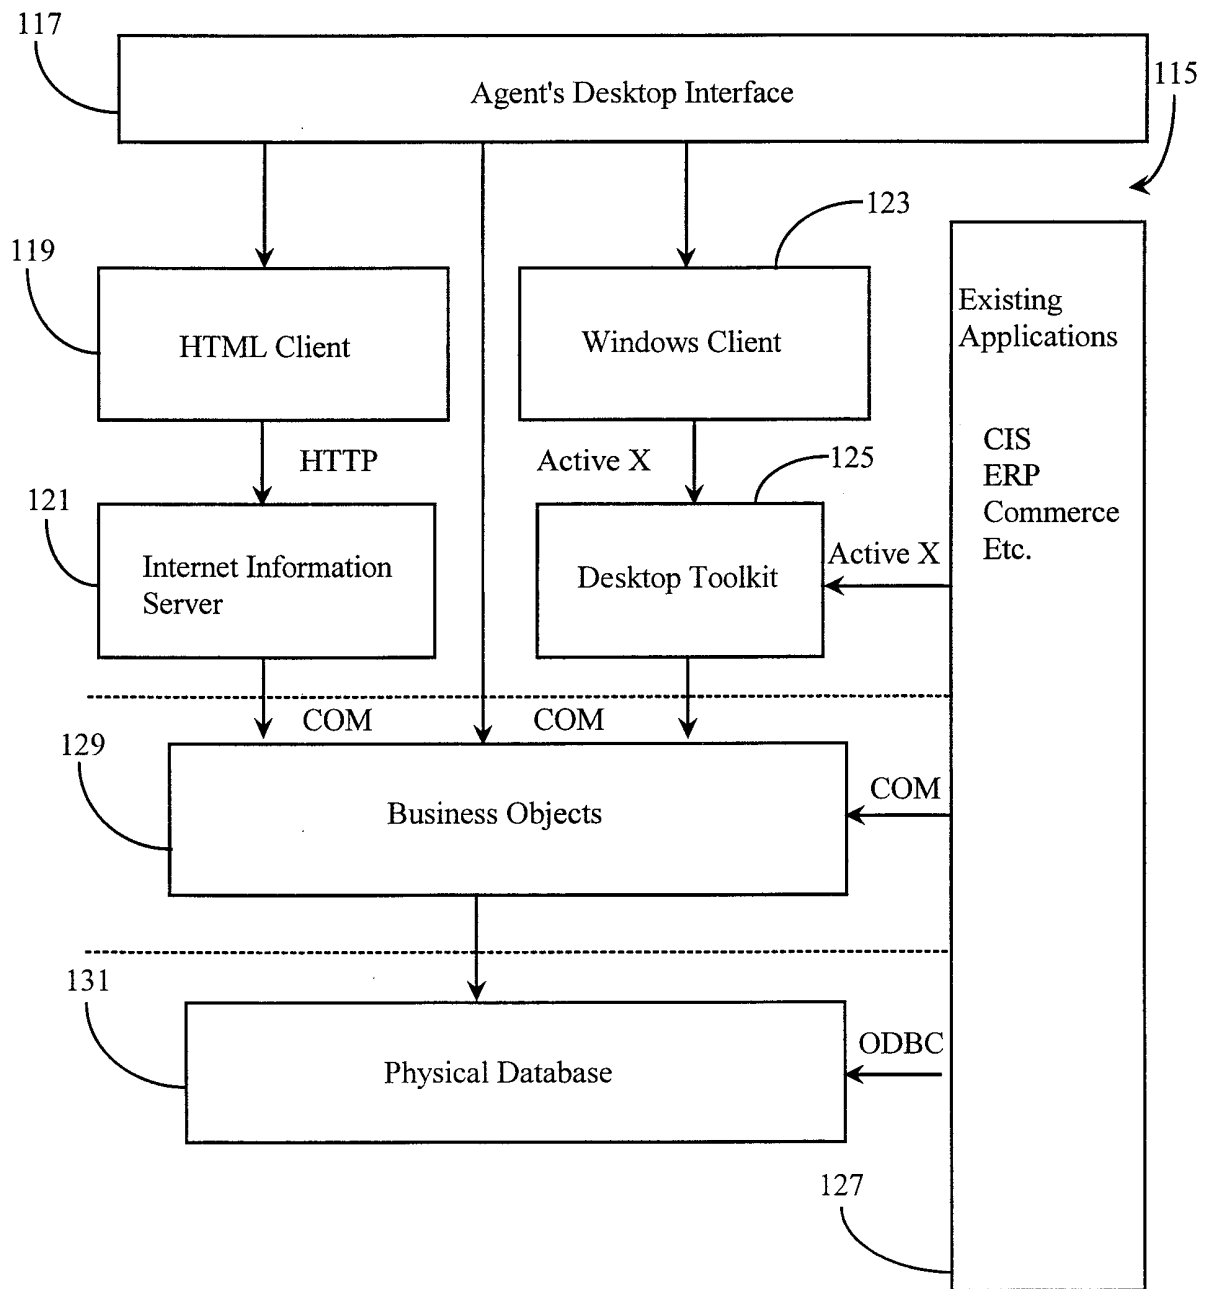 117
Agent's Desktop Interface
115
123
119
HTML Client
Windows Client
Existing
Applications
HTTP
Active X
125
CIS
ERP
Commerce
Etc.
121
Internet Information
Server
Desktop Toolkit
Active X
COM
COM
129
Business Objects
COM
131
Physical Database
ODBC
127